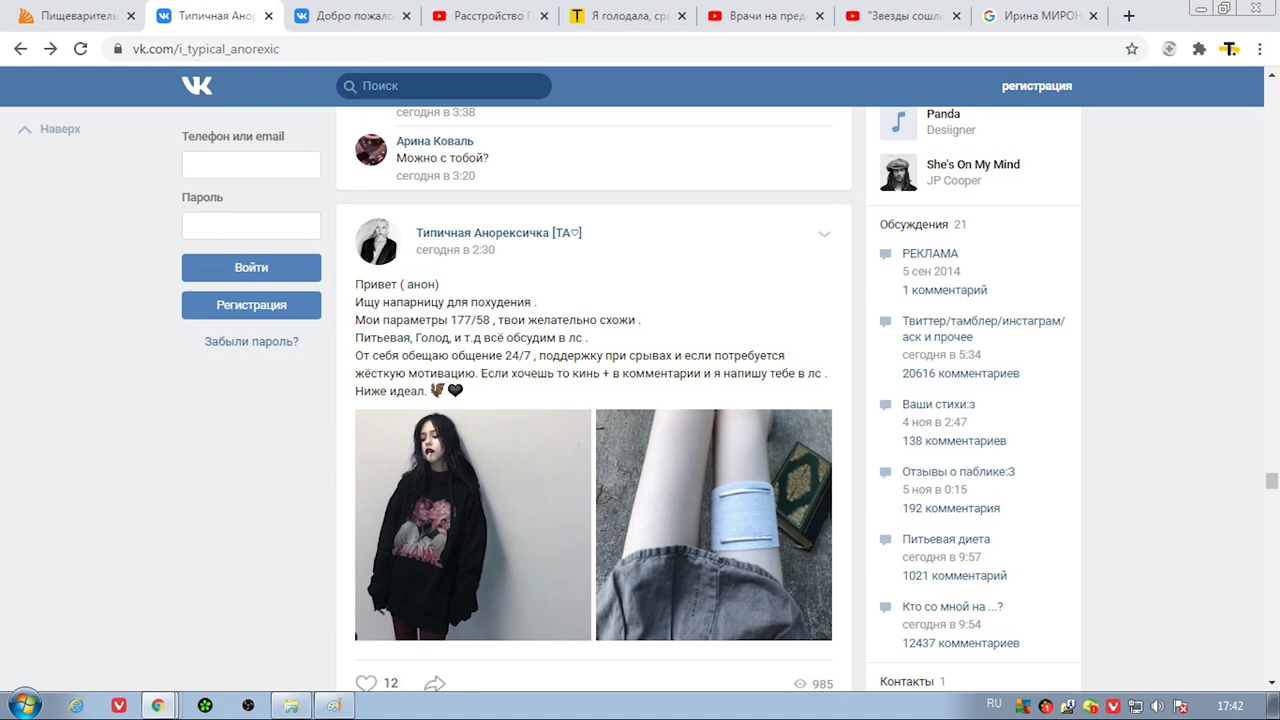 Пищеваритель
Типичная Анор
Добро пожало
Расстройство П
Я голодала, сры
Врачи на пред
"Звезды сошли
Ирина МИРОН
vk.com/i_typical_anorexic
Поиск
регистрация
Наверх
Телефон или email
Пароль
Войти
Регистрация
Забыли пароль?
сегодня в 3:38
Арина Коваль
Можно с тобой?
сегодня в 3:20
Типичная Анорексичка [ТА♡]
сегодня в 2:30
Привет ( анон)
Ищу напарницу для похудения .
Мои параметры 177/58 , твои желательно схожи .
Питьевая, Голод, и т.д всё обсудим в лс .
От себя обещаю общение 24/7 , поддержку при срывах и если потребуется
жёсткую мотивацию. Если хочешь то кинь + в комментарии и я напишу тебе в лс .
Ниже идеал.
12
985
Panda
Desiigner
She's On My Mind
JP Cooper
Обсуждения 21
РЕКЛАМА
5 сен 2014
1 комментарий
Твиттер/тамблер/инстаграм/
аск и прочее
сегодня в 5:34
20616 комментариев
Ваши стихи:з
4 ноя в 2:47
138 комментариев
Отзывы о паблике:З
5 ноя в 0:15
192 комментария
Питьевая диета
сегодня в 9:57
1021 комментарий
Кто со мной на ...?
сегодня в 9:54
12437 комментариев
Контакты 1
RU
17:42